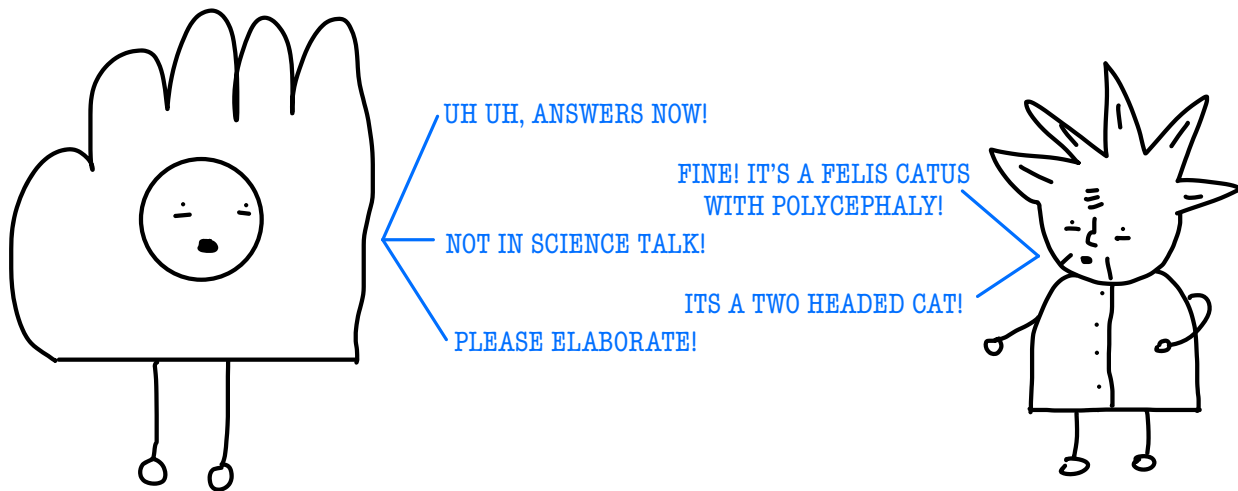 UH UH, ANSWERS NOW!
FINE! IT'S A FELIS CATUS
WITH POLYCEPHALY!
NOT IN SCIENCE TALK!
ITS A TWO HEADED CAT!
PLEASE ELABORATE!